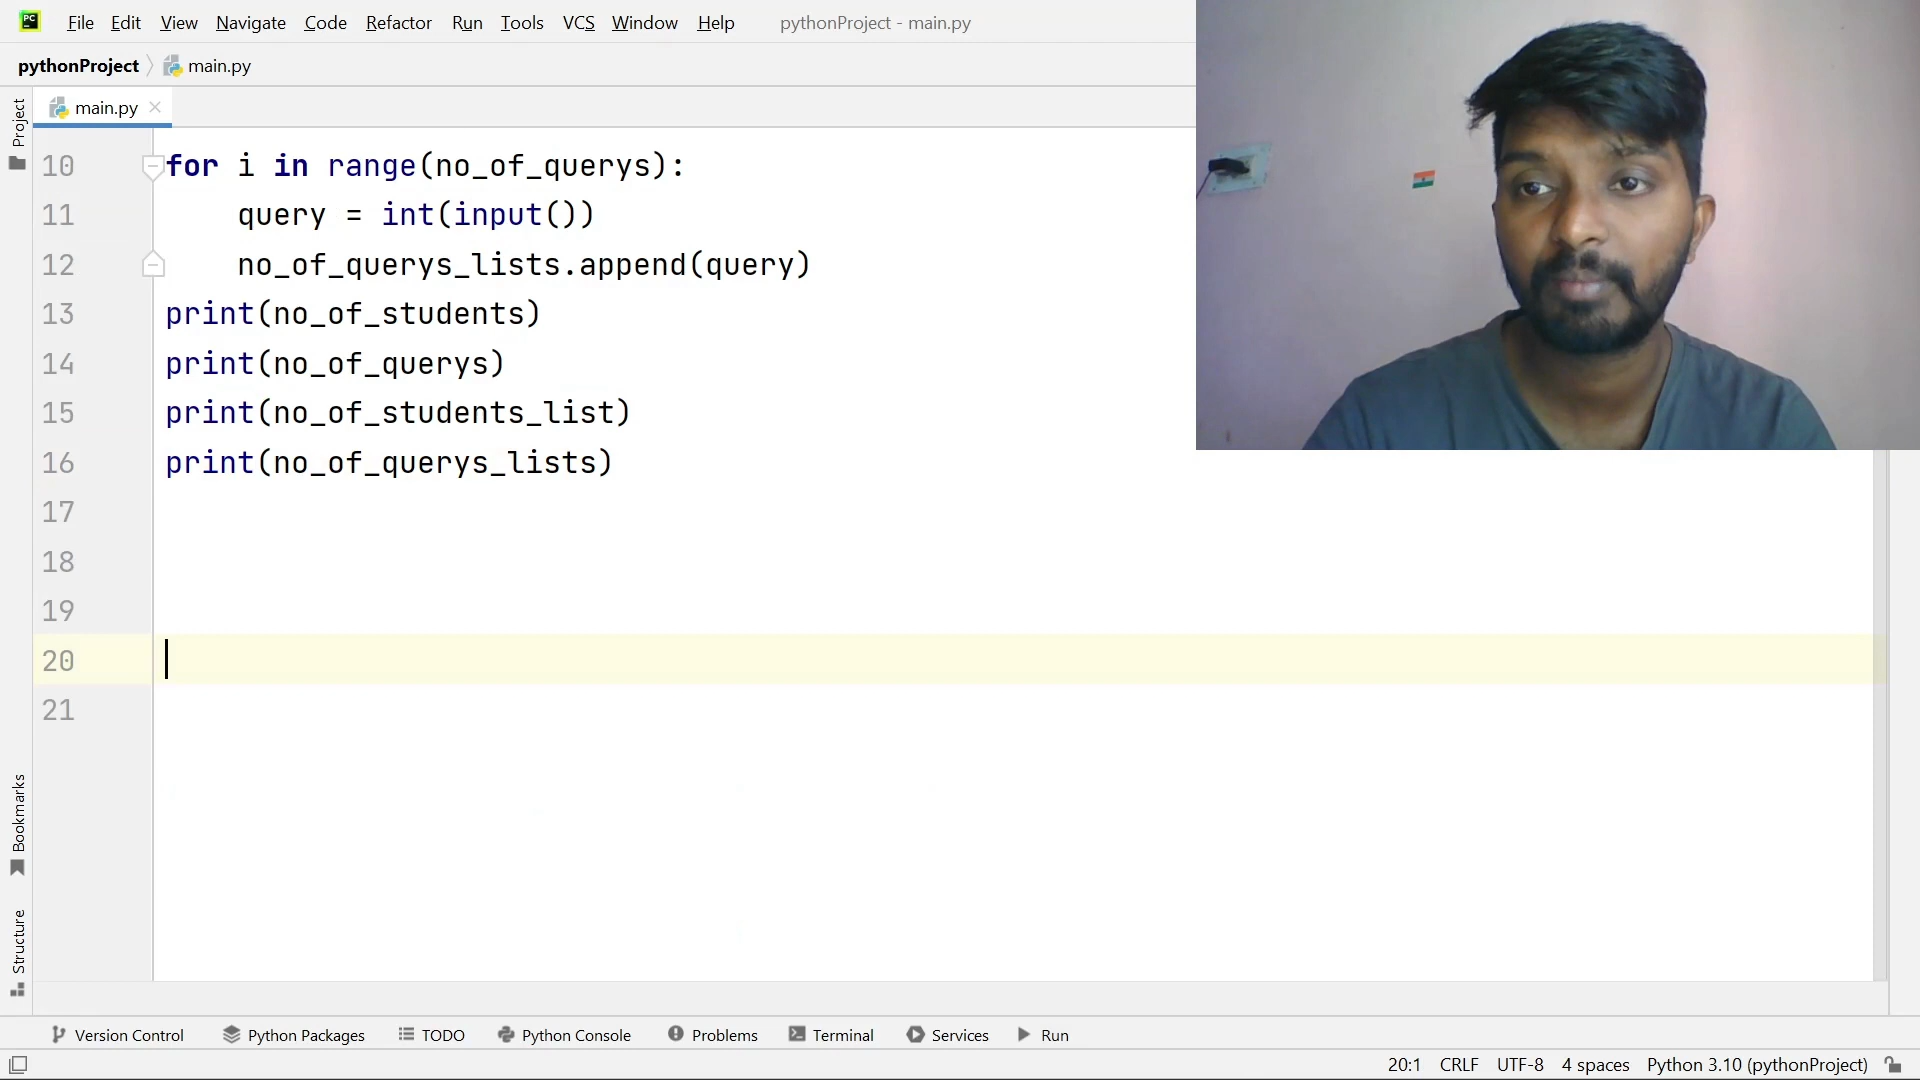 File Edit View Navigate Code Refactor Run Tools VCS Window Help pythonProject - main.py
pythonProject main.py
main.py
Project
10 for i in range(no_of_querys):
11 query = int(input())
12 no_of_querys_lists.append(query)
13 print(no_of_students)
14 print(no_of_querys)
15 print(no_of_students_list)
16 print(no_of_querys_lists)
17
18
19
20
21
Bookmarks
Structure
Version Control Python Packages TODO Python Console Problems Terminal Services Run
20:1 CRLF UTF-8 4 spaces Python 3.10 (pythonProject)